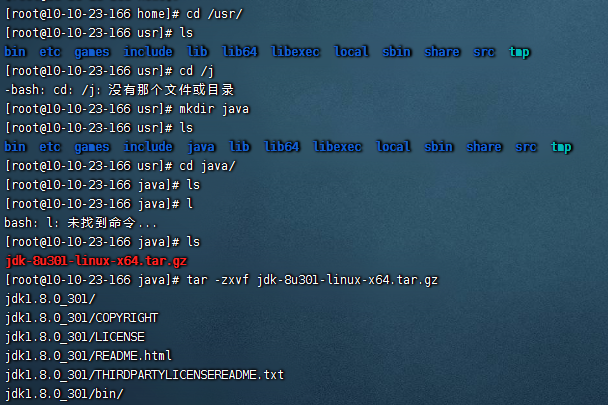 [root@10-10-23-166 home]# cd /usr/
[root@10-10-23-166 usr]# ls
bin etc games include lib lib64 libexec local sbin share src tmp
[root@10-10-23-166 usr]# cd /j
-bash: cd: /j: 没有那个文件或目录
[root@10-10-23-166 usr]# mkdir java
[root@10-10-23-166 usr]# ls
bin etc games include java lib lib64 libexec local sbin share src tmp
[root@10-10-23-166 usr]# cd java/
[root@10-10-23-166 java]# ls
[root@10-10-23-166 java]# l
bash: l: 未找到命令...
[root@10-10-23-166 java]# ls
jdk-8u301-linux-x64.tar.gz
[root@10-10-23-166 java]# tar -zxvf jdk-8u301-linux-x64.tar.gz
jdk1.8.0_301/
jdk1.8.0_301/COPYRIGHT
jdk1.8.0_301/LICENSE
jdk1.8.0_301/README.html
jdk1.8.0_301/THIRDPARTYLICENSEREADME.txt
jdk1.8.0_301/bin/